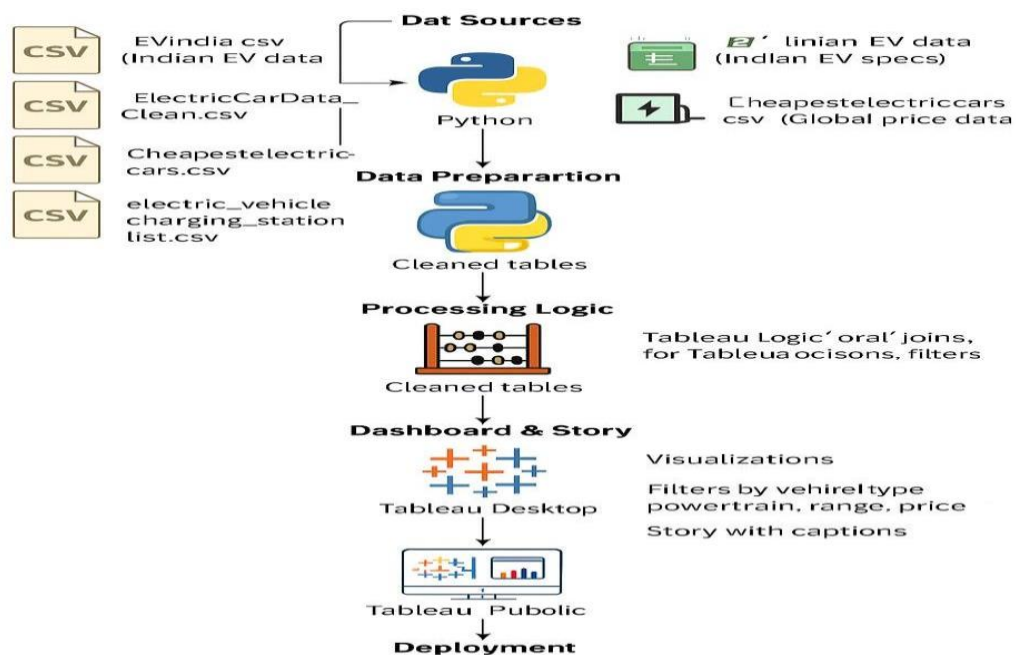 Dat Sources
CSV
EVindia csv
(Indian EV data
CSV
ElectricCarData_
Clean.csv
CSV
Cheapestelectric-
cars.csv
CSV
electric_vehicle
charging_station
list.csv
Python
linian EV data
(Indlan EV specs)
Cheapestelectriccars
csv (Global price data
Data Preparartion
Cleaned tables
Processing Logic
Cleaned tables
Tableau Logic´oral´joins,
for Tableua ocisons, filters
Dashboard & Story
Tableau Desktop
Visualizations
Filters by vehirel type
powertrain, range, price
Story with captions
Tableau Pubolic
Deployment